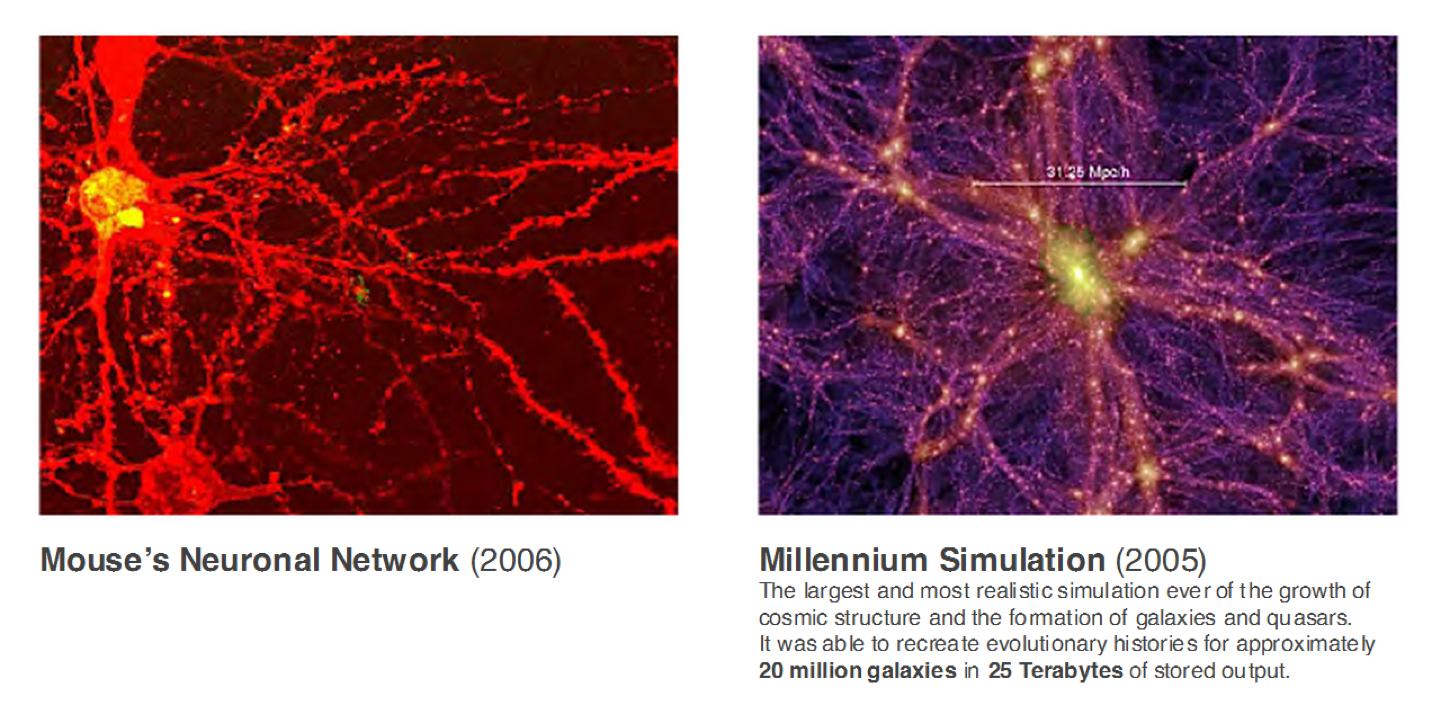 31.25 Mpc/h
Mouse's Neuronal Network (2006)
Millennium Simulation (2005)
The largest and most realistic simulation ever of the growth of
cosmic structure and the formation of galaxies and quasars.
It was able to recreate evolutionary histories for approximately
20 million galaxies in 25 Terabytes of stored output.